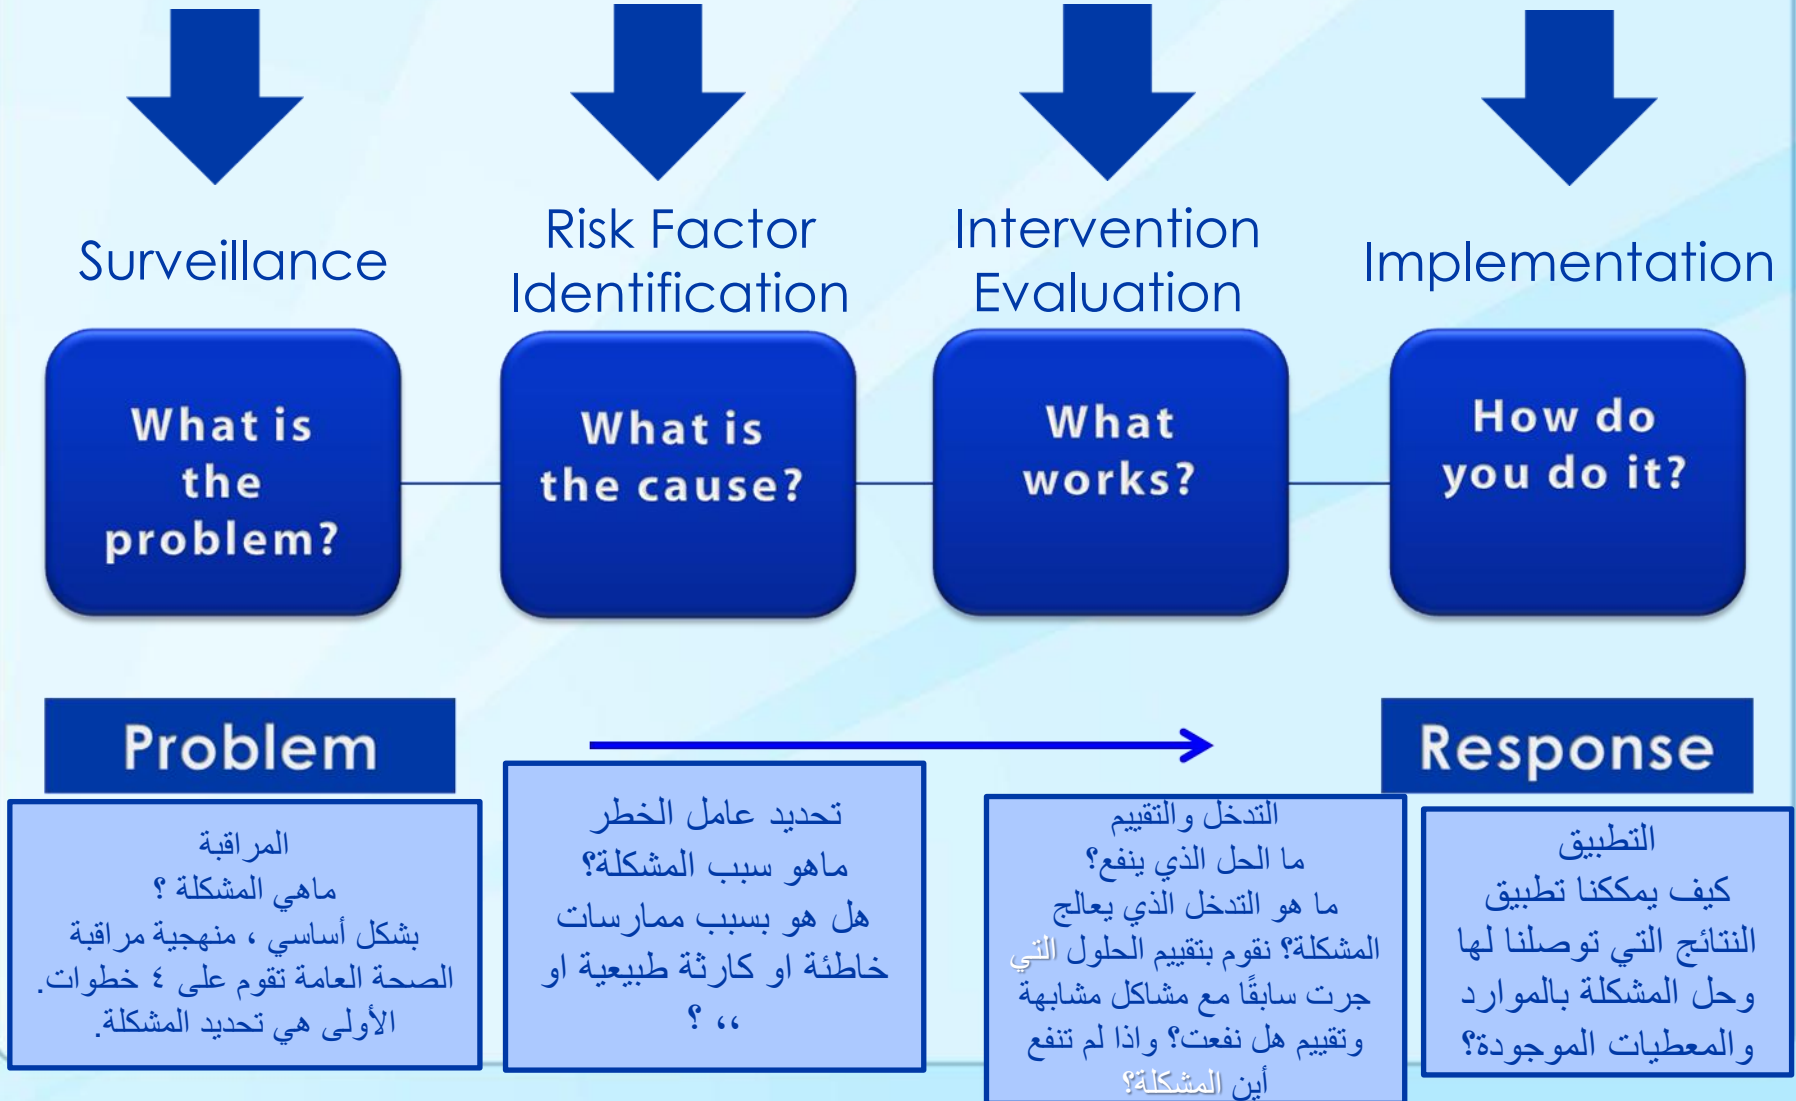 Surveillance
Risk Factor
Identification
Intervention
Evaluation
Implementation
What is
the
problem?
What is
the cause?
What
works?
How do
you do it?
Problem
Response
المراقبة
ماهي المشكلة ؟
بشكل أساسي ، منهجية مراقبة
الصحة العامة تقوم على ٤ خطوات.
الأولى هي تحديد المشكلة.
تحديد عامل الخطر
ماهو سبب المشكلة؟
هل هو بسبب ممارسات
خاطئة او كارثة طبيعية او
،، ؟
التدخل والتقييم
ما الحل الذي ينفع؟
ما هو التدخل الذي يعالج
المشكلة؟ نقوم بتقييم الحلول التي
جرت سابقًا مع مشاكل مشابهة
وتقييم هل نفعت؟ واذا لم تنفع
أين المشكلة؟
التطبيق
كيف يمككنا تطبيق
النتائج التي توصلنا لها
وحل المشكلة بالموارد
والمعطيات الموجودة؟